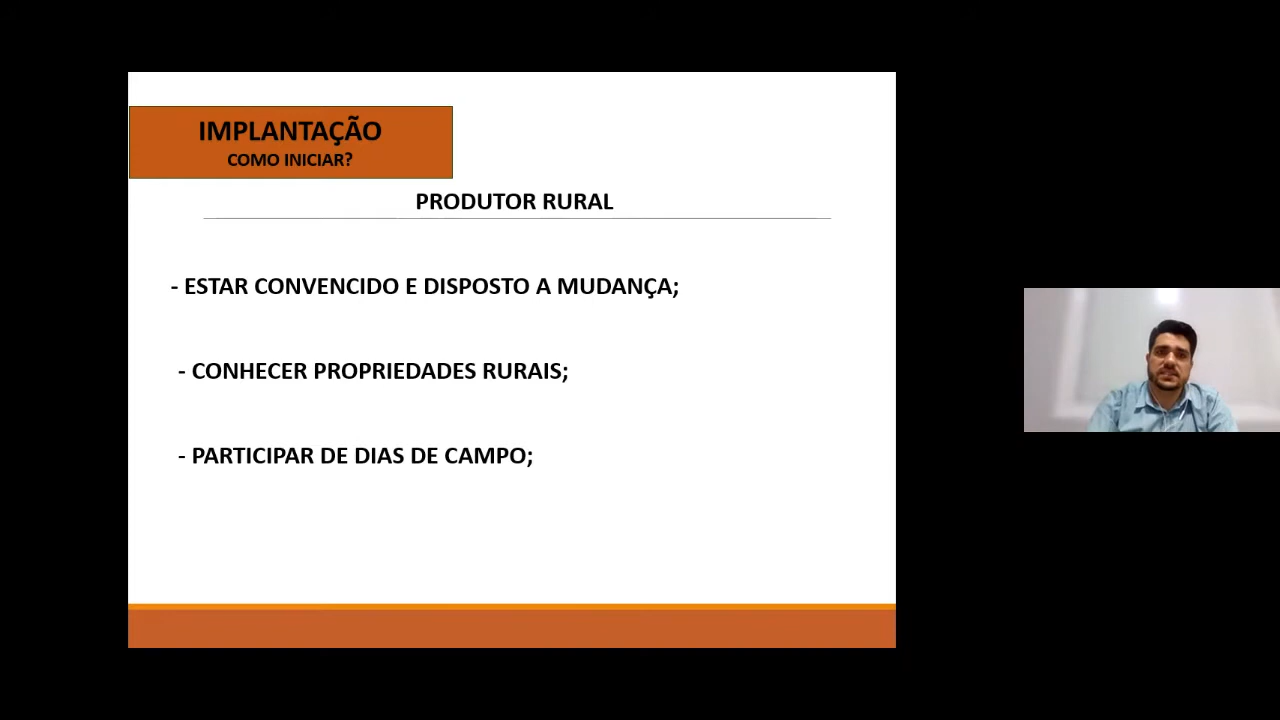 IMPLANTAÇÃO
COMO INICIAR?
PRODUTOR RURAL
- ESTAR CONVENCIDO E DISPOSTO A MUDANÇA;
- CONHECER PROPRIEDADES RURAIS;
- PARTICIPAR DE DIAS DE CAMPO;